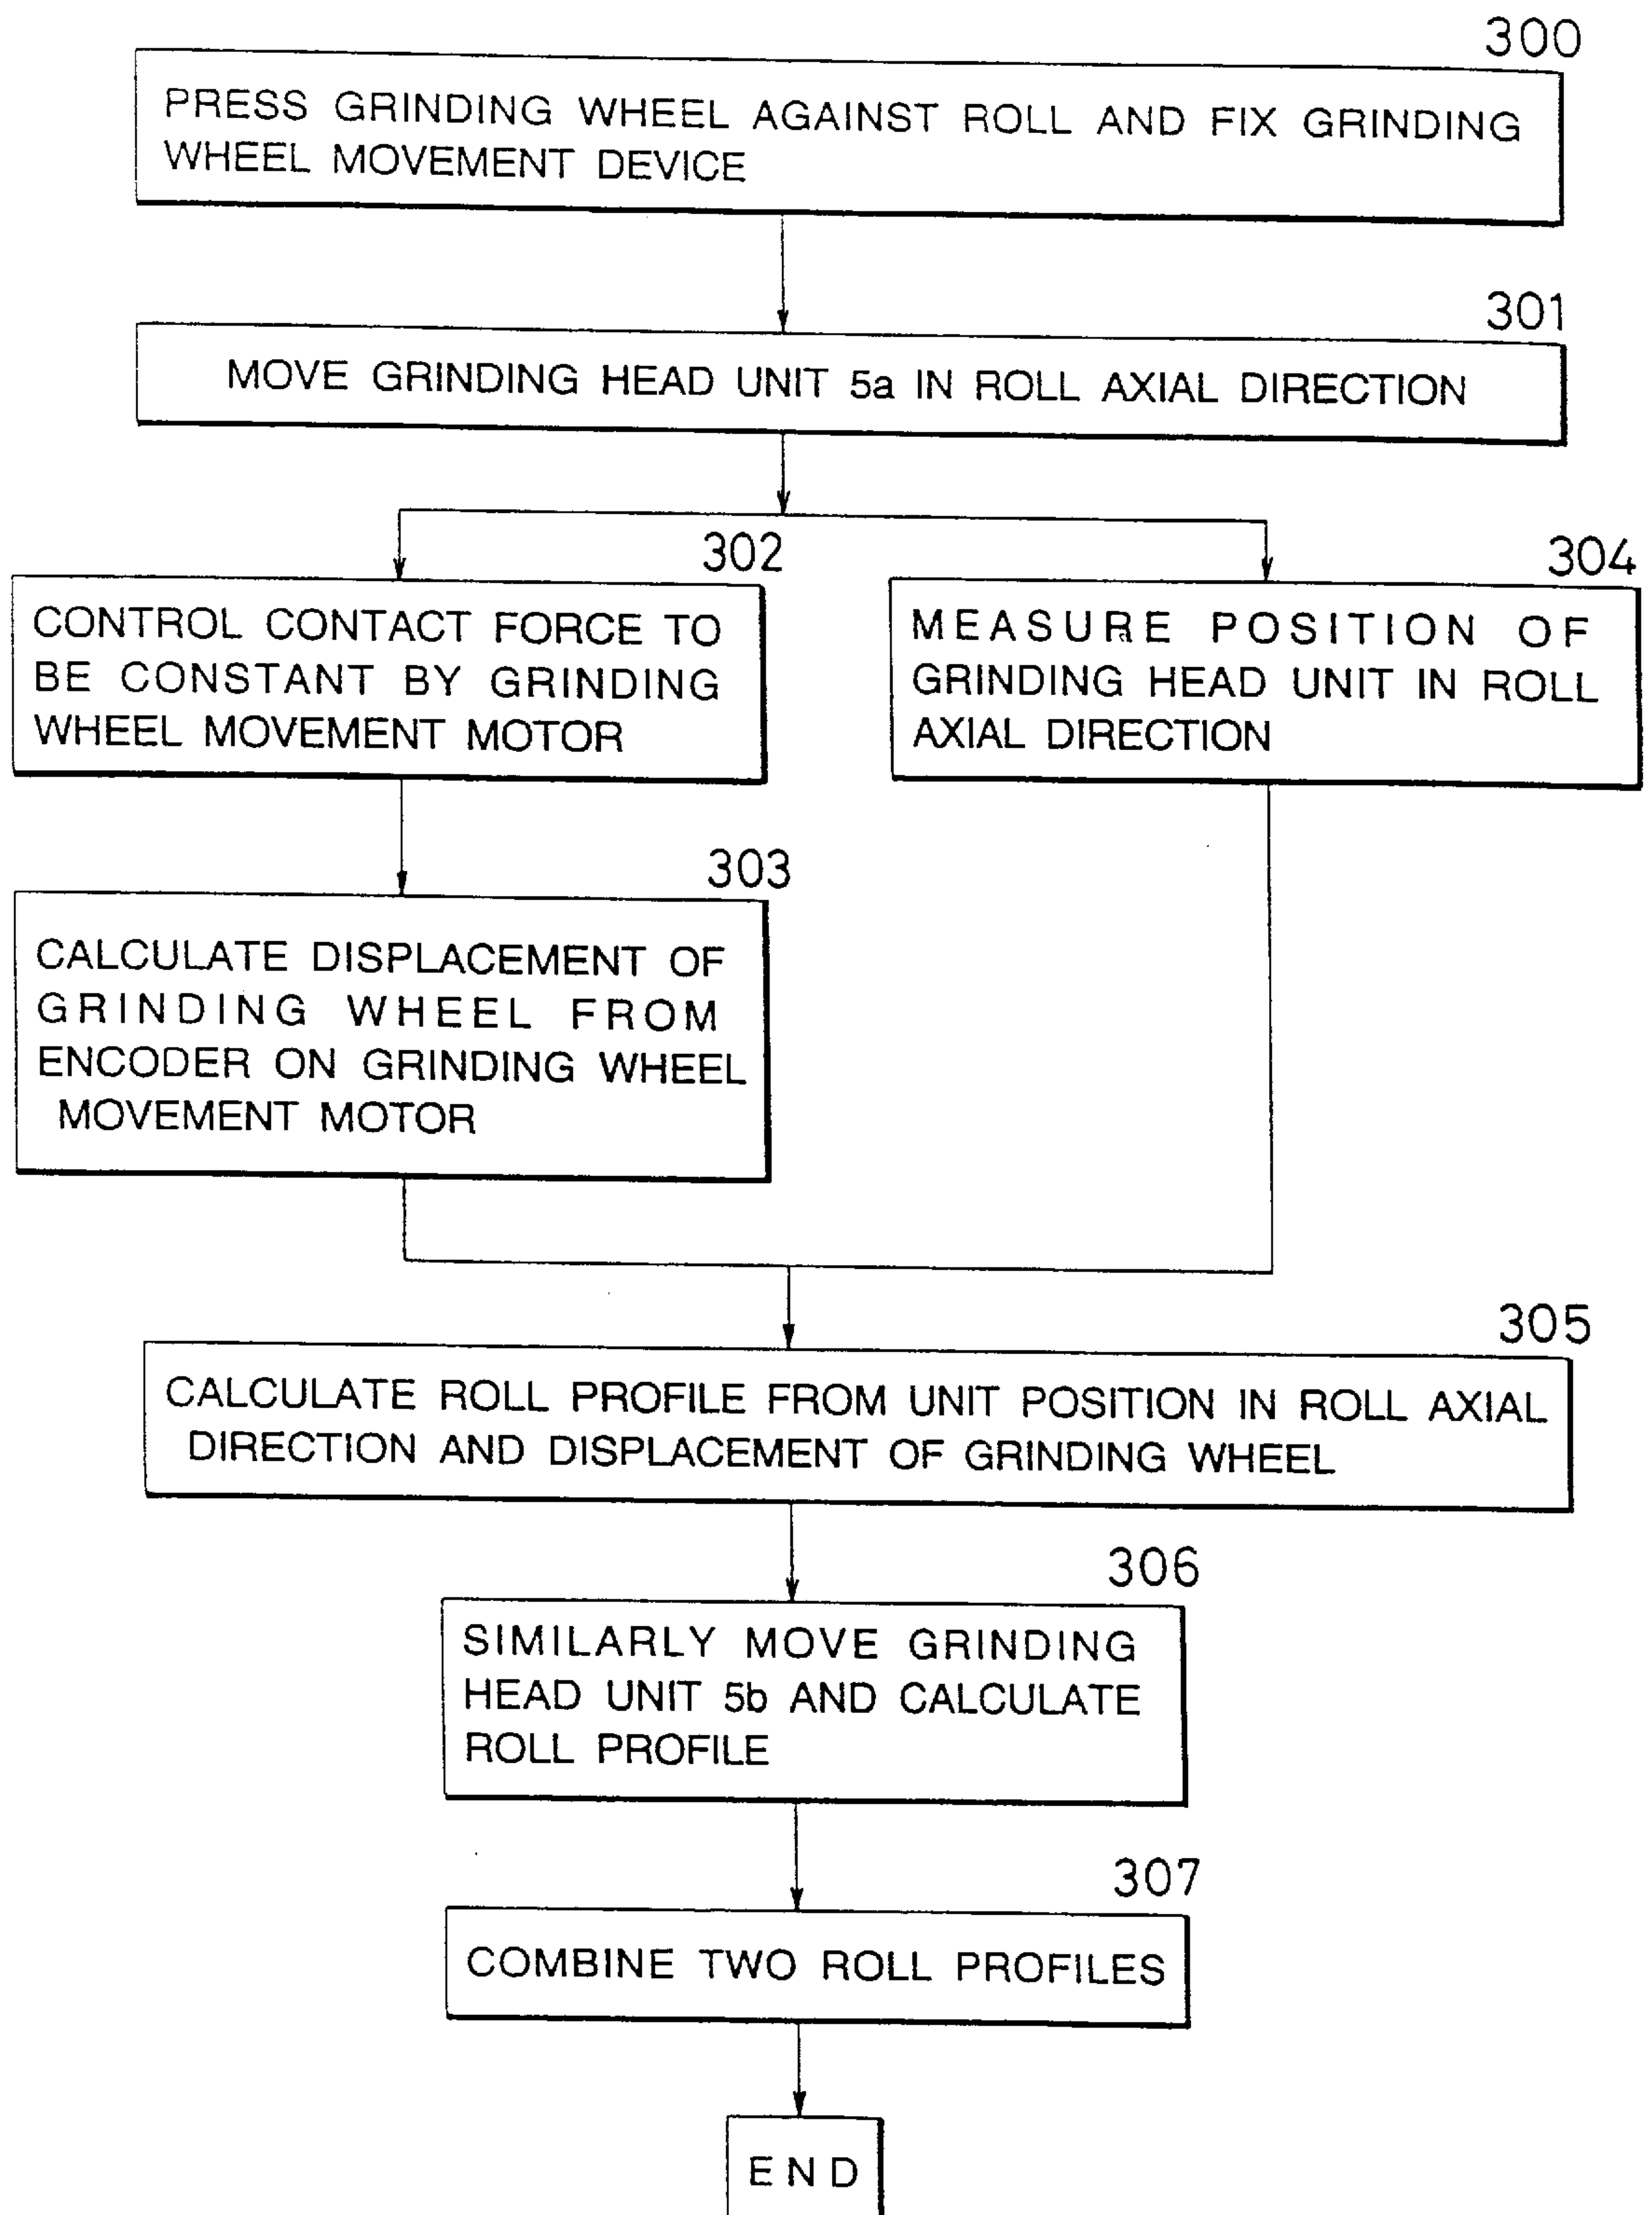 300
PRESS GRINDING WHEEL AGAINST ROLL AND FIX GRINDING
WHEEL MOVEMENT DEVICE
301
MOVE GRINDING HEAD UNIT 5a IN ROLL AXIAL DIRECTION
302
CONTROL CONTACT FORCE TO
BE CONSTANT BY GRINDING
WHEEL MOVEMENT MOTOR
304
MEASURE POSITION OF
GRINDING HEAD UNIT IN ROLL
AXIAL DIRECTION
303
CALCULATE DISPLACEMENT OF
GRINDING WHEEL FROM
ENCODER ON GRINDING WHEEL
MOVEMENT MOTOR
305
CALCULATE ROLL PROFILE FROM UNIT POSITION IN ROLL AXIAL
DIRECTION AND DISPLACEMENT OF GRINDING WHEEL
306
SIMILARLY MOVE GRINDING
HEAD UNIT 5b AND CALCULATE
ROLL PROFILE
307
COMBINE TWO ROLL PROFILES
END